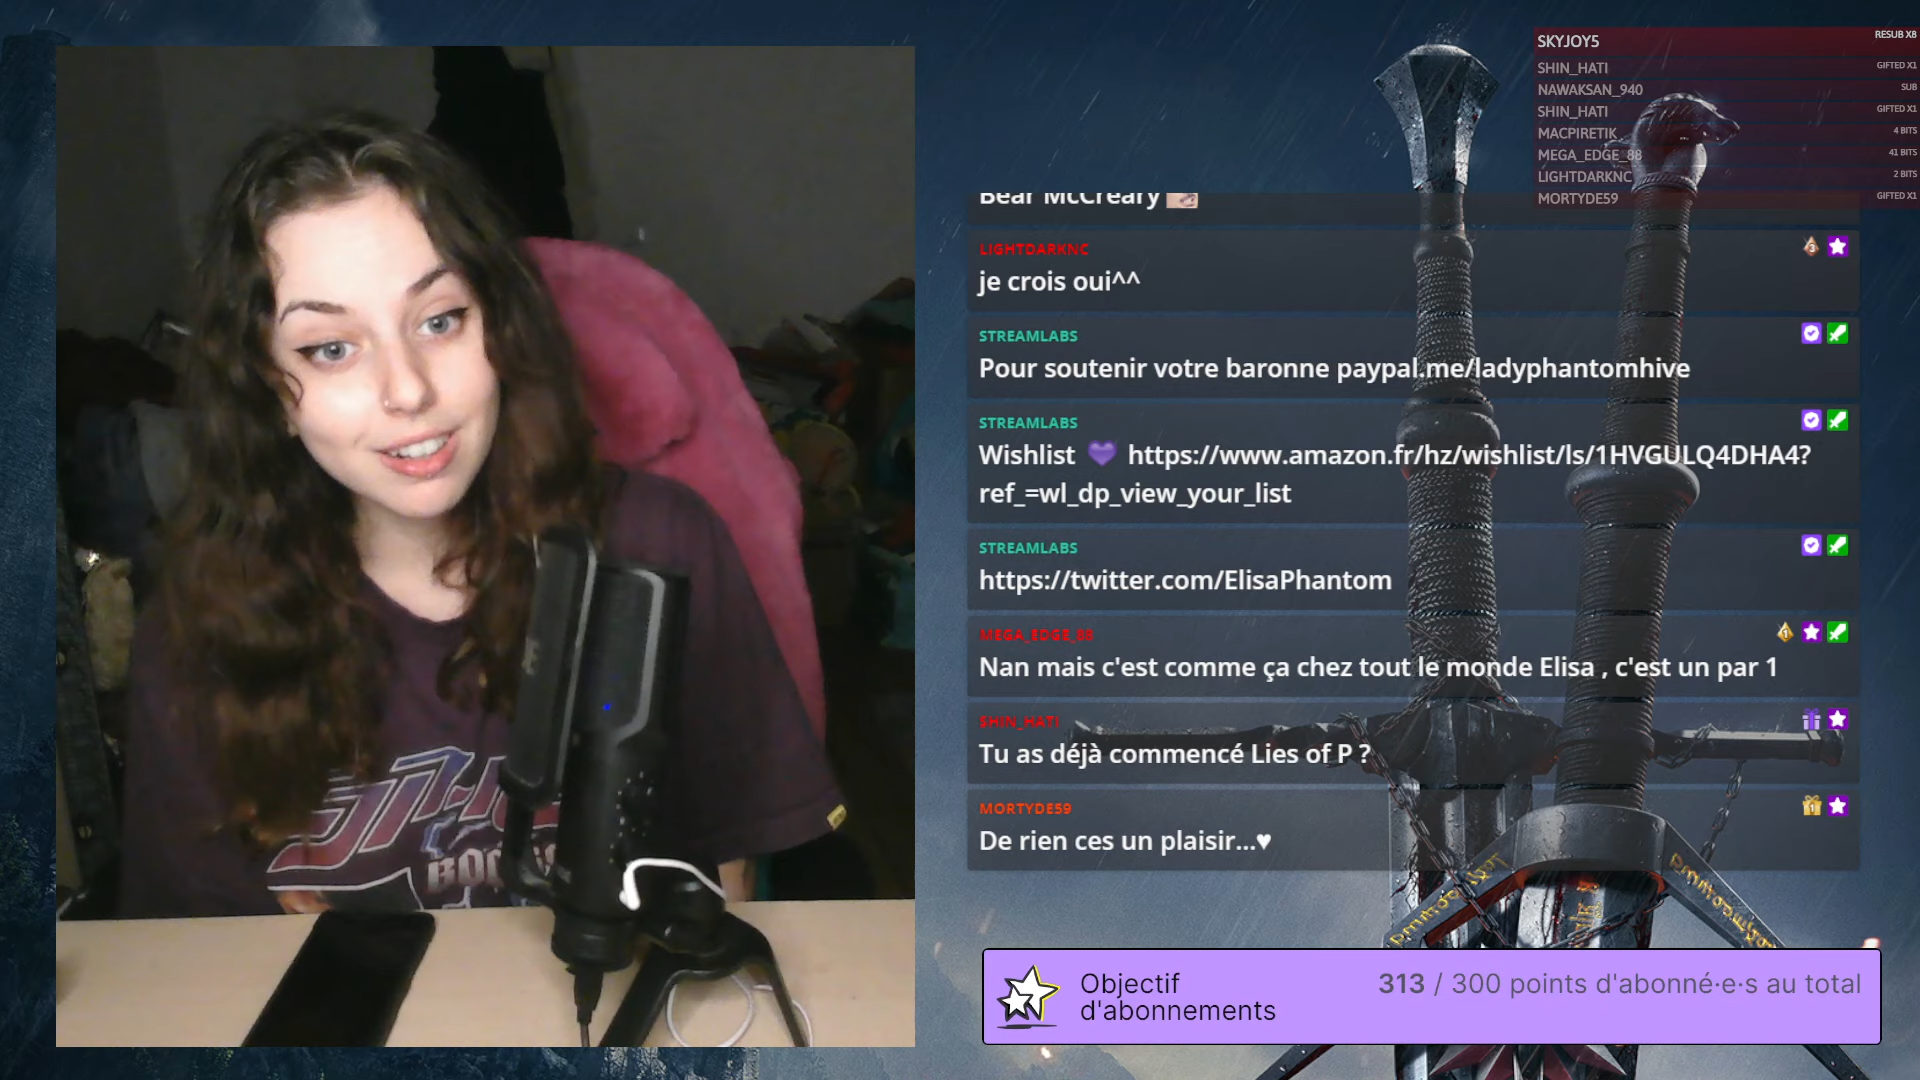 SKYJOY5 RESUB X8
SHIN_HATI GIFTED X1
NAWAKSAN_940 SUB
SHIN_HATI GIFTED X1
MACPIRETIK 4 BITS
MEGA_EDGE_88 41 BITS
LIGHTDARKNC 2 BITS
MORTYDE59 GIFTED X1
Bear McCreary
LIGHTDARKNC
je crois oui^^
STREAMLABS
Pour soutenir votre baronne paypal.me/ladyphantomhive
STREAMLABS
Wishlist 💜 https://www.amazon.fr/hz/wishlist/ls/1HVGULQ4DHA4?
ref_=wl_dp_view_your_list
STREAMLABS
https://twitter.com/ElisaPhantom
MEGA_EDGE_88
Nan mais c'est comme ça chez tout le monde Elisa , c'est un par 1
SHIN_HATI
Tu as déjà commencé Lies of P ?
MORTYDE59
De rien ces un plaisir...♥
Objectif
d'abonnements
313 / 300 points d'abonné·e·s au total